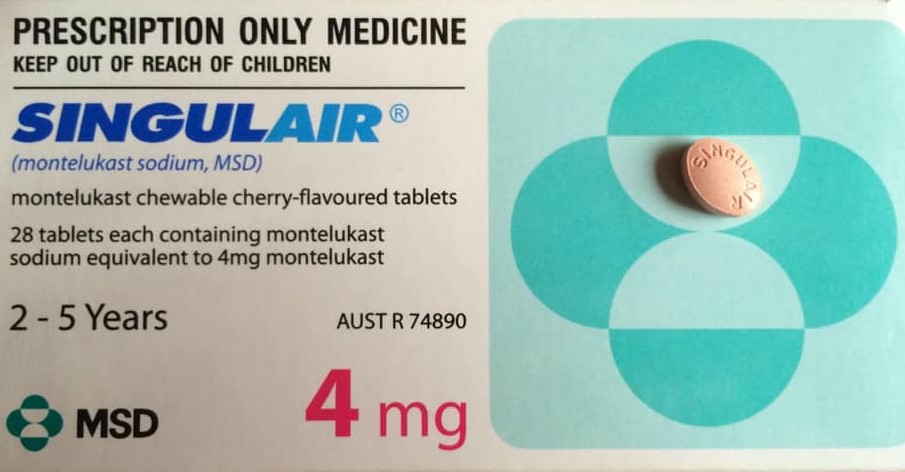 PRESCRIPTION ONLY MEDICINE
KEEP OUT OF REACH OF CHILDREN
SINGULAIR®
(montelukast sodium, MSD)
montelukast chewable cherry-flavoured tablets
28 tablets each containing montelukast
sodium equivalent to 4mg montelukast
2 - 5 Years
AUST R 74890
MSD
4 mg
SINGULAIR